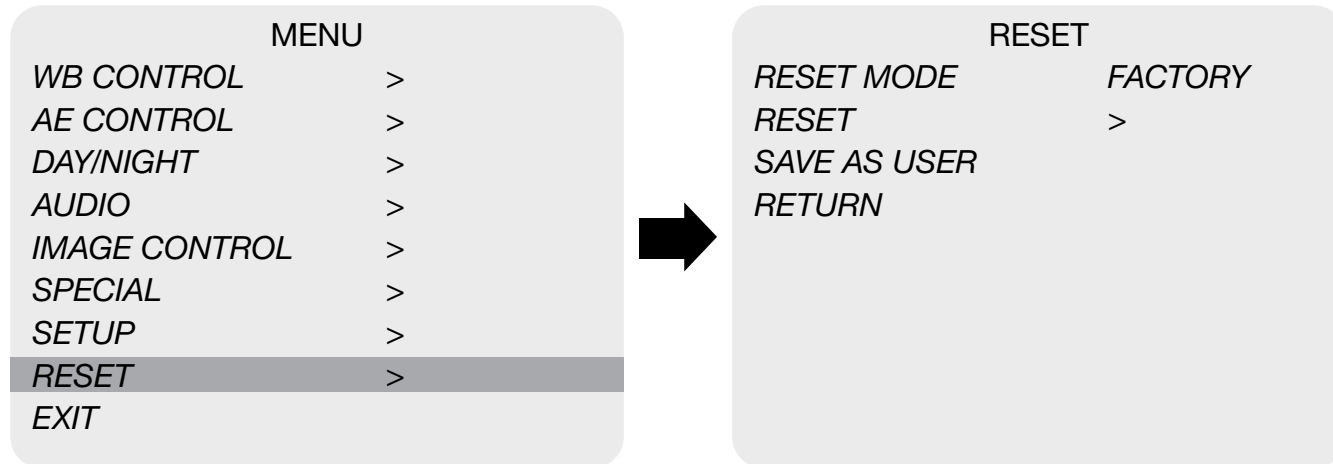 MENU
WB CONTROL >
AE CONTROL >
DAY/NIGHT >
AUDIO >
IMAGE CONTROL >
SPECIAL >
SETUP >
RESET >
EXIT
RESET
RESET MODE FACTORY
RESET >
SAVE AS USER
RETURN